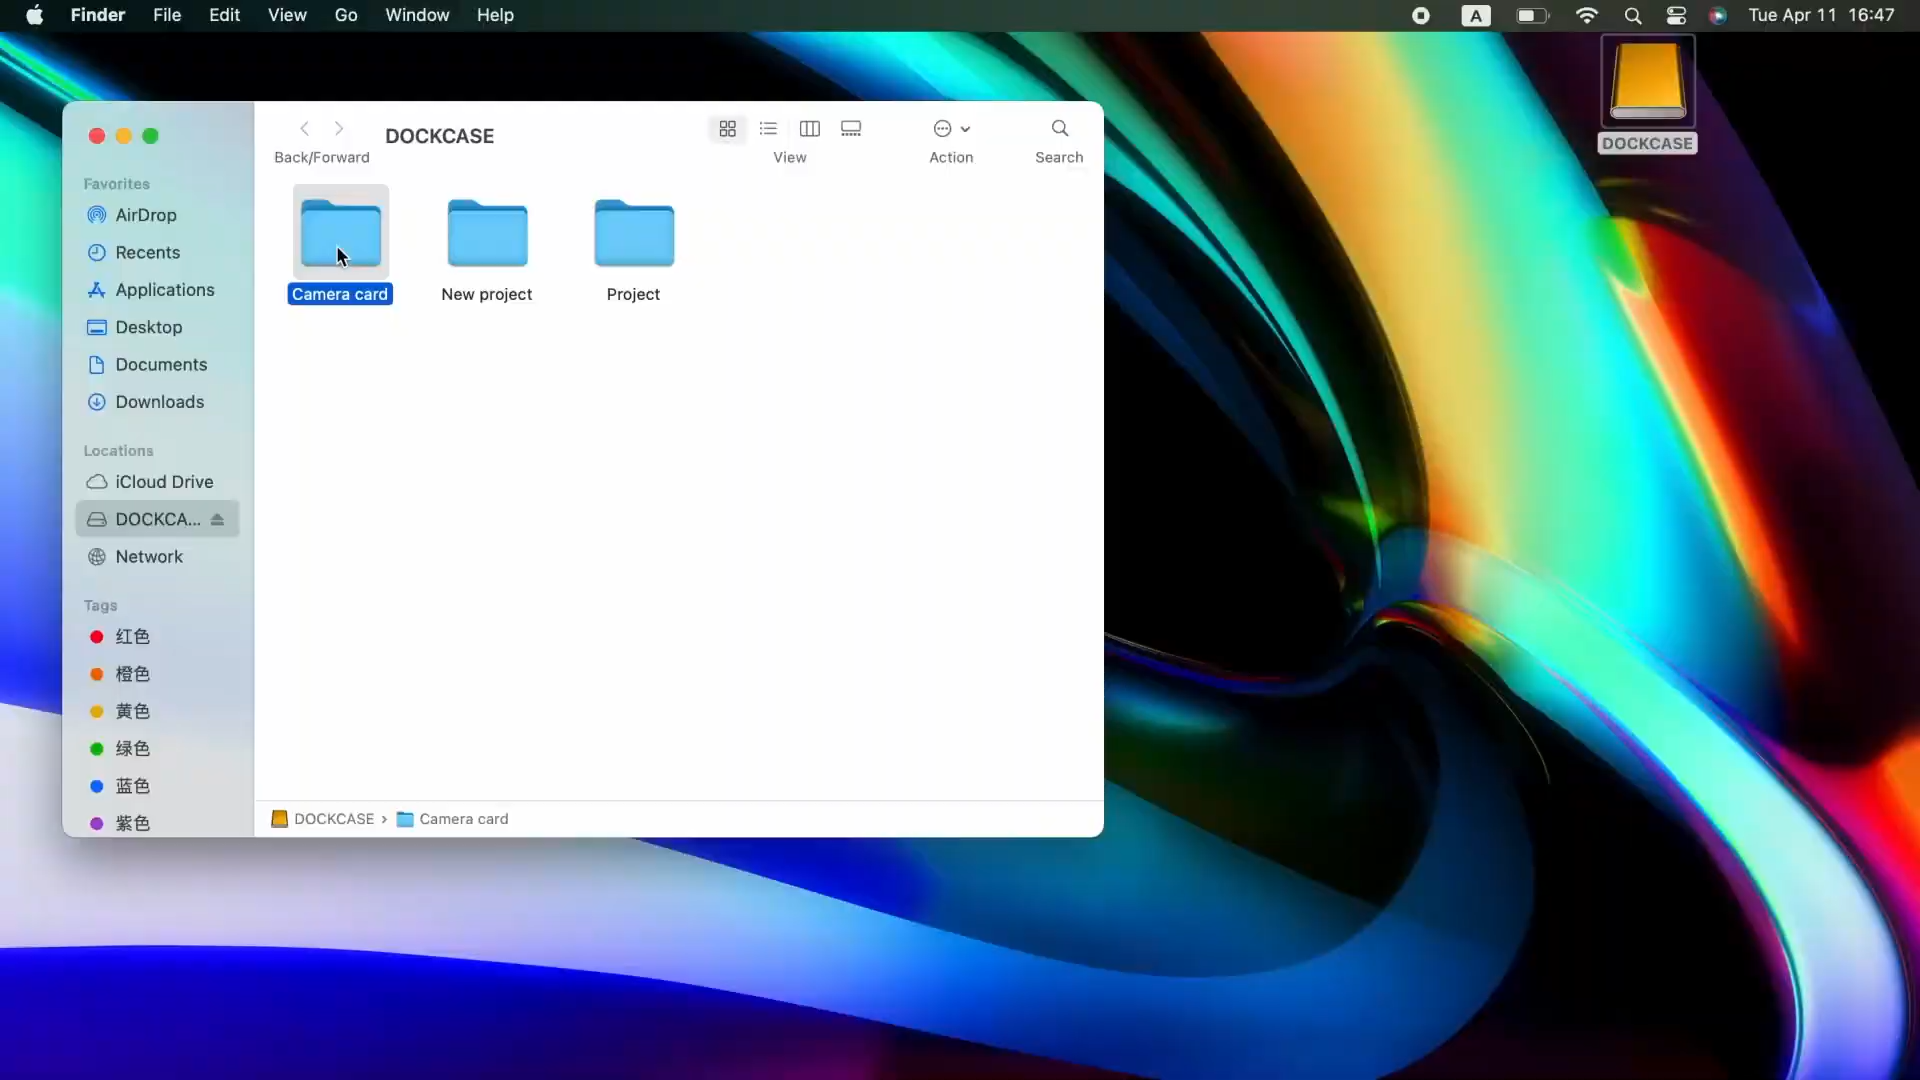 Finder File Edit View Go Window Help
A Tue Apr 11 16:47
DOCKCASE
DOCKCASE
Back/Forward
View
Action
Search
Favorites
AirDrop
Recents
Applications
Desktop
Documents
Downloads
Locations
iCloud Drive
DOCKCA...
Network
Tags
红色
橙色
黄色
绿色
蓝色
紫色
Camera card
New project
Project
DOCKCASE › Camera card